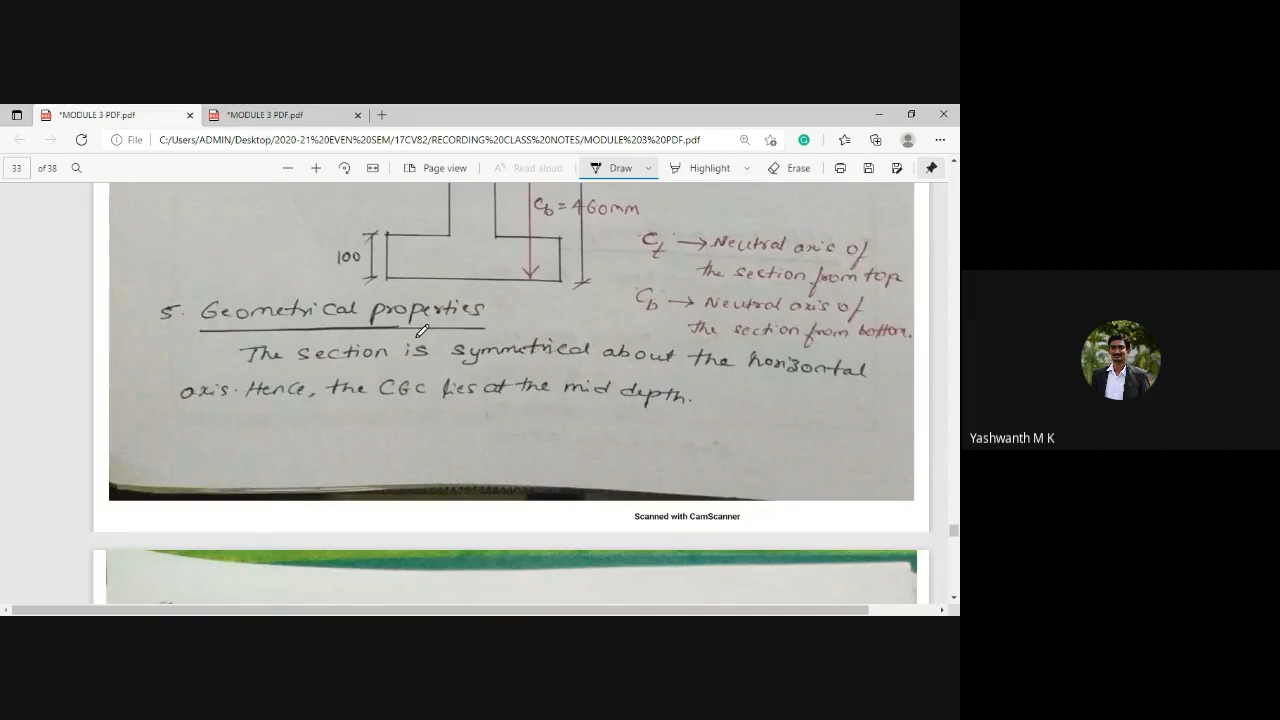 *MODULE 3 PDF.pdf
*MODULE 3 PDF.pdf
File
C:/Users/ADMIN/Desktop/2020-21%20EVEN%20SEM/17CV82/RECORDING%20CLASS%20NOTES/MODULE%203%20PDF.pdf
33 of 38
Page view
Read aloud
Draw
Highlight
Erase
Cb = 460mm
100
Ct → Neutral axis of
the section from top
Cb → Neutral axis of
the section from bottom.
5. Geometrical properties
The section is symmetrical about the horizontal
axis. Hence, the CGC lies at the mid depth.
Scanned with CamScanner
Yashwanth M K